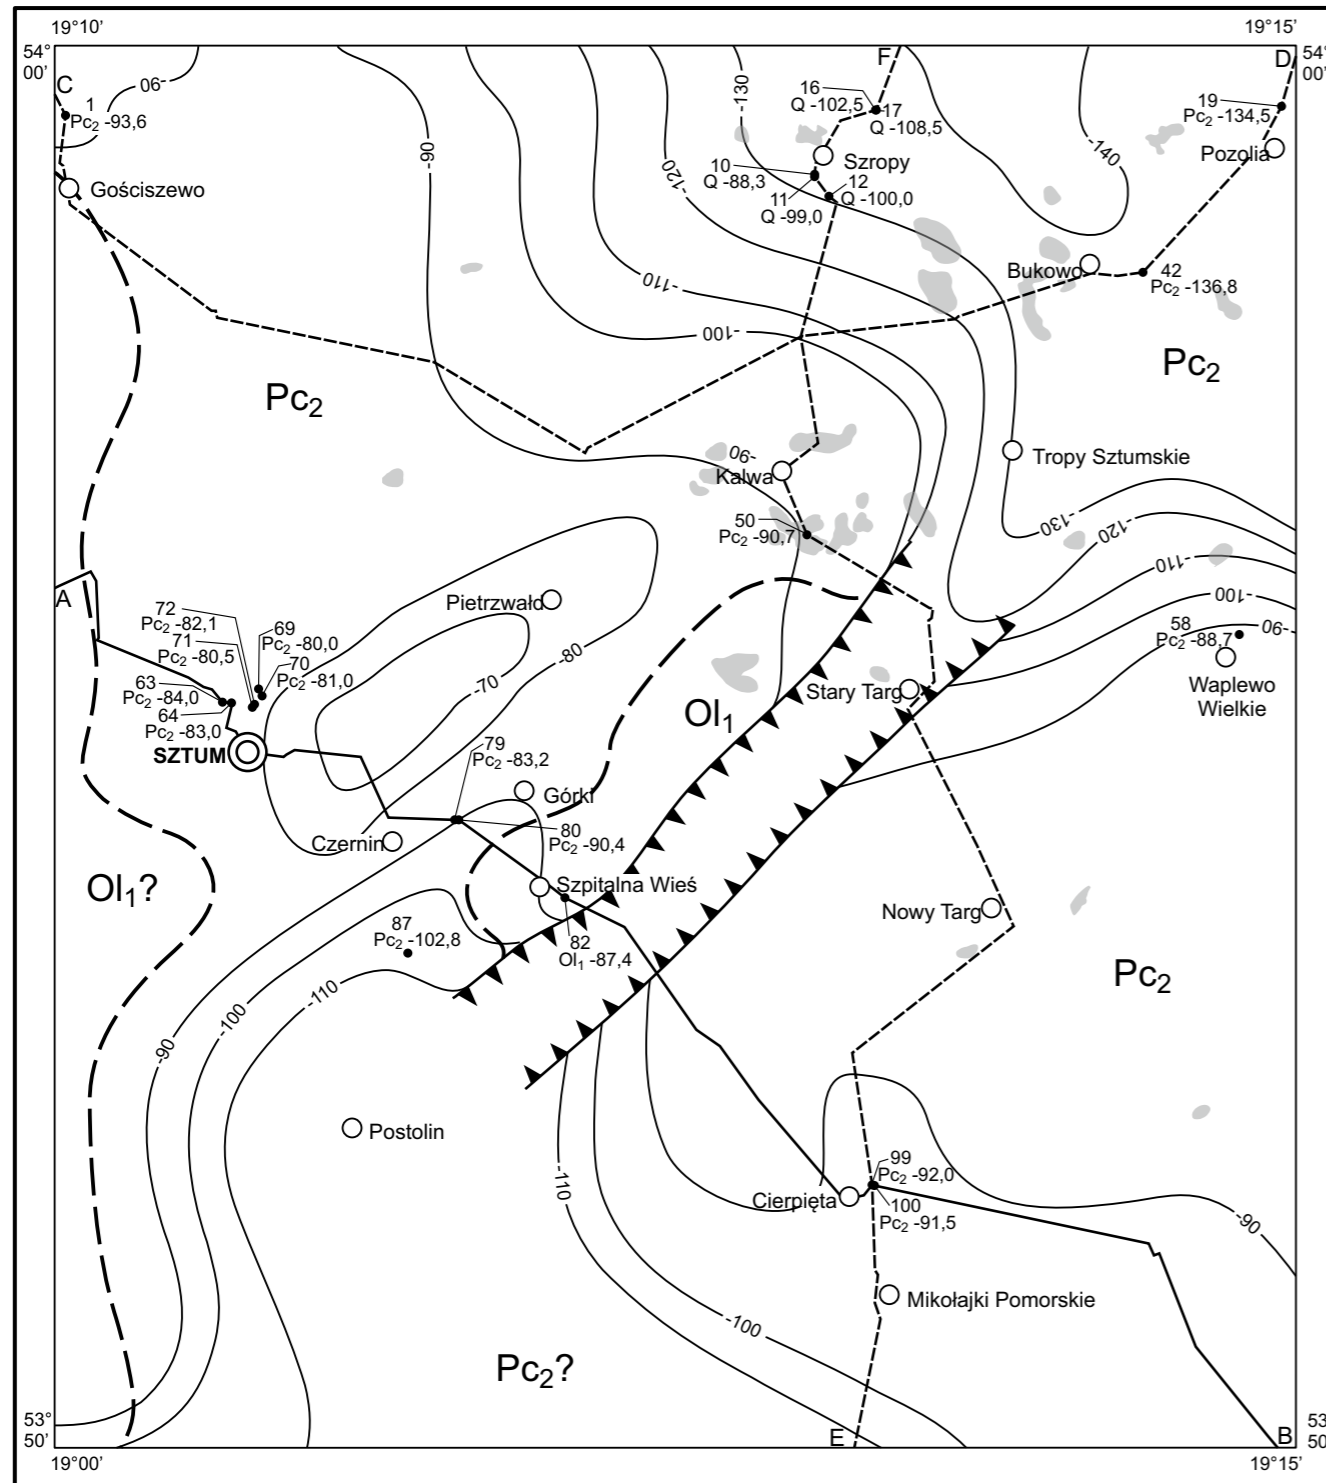 19°10’
19°15’
54°
00’
54°
00’
C
F
D
-90
-130
1
Pc2 -93,6
16
Q -102,5
17
Q -108,5
19
Pc2 -134,5
-90
-120
-140
Szropy
Pozolia
10
Q -88,3
12
Q -100,0
11
Q -99,0
Gościszewo
Bukowo
42
Pc2 -136,8
-110
-100
Pc2
Pc2
-90
Kalwa
Tropy Sztumskie
50
Pc2 -90,7
-130
-120
-110
-100
-90
A
Pietrzwałd
72
Pc2 -82,1
69
Pc2 -80,0
71
Pc2 -80,5
70
Pc2 -81,0
-80
-70
58
Pc2 -88,7
Waplewo
Wielkie
63
Pc2 -84,0
64
Pc2 -83,0
Stary Targ
Ol1
SZTUM
79
Pc2 -83,2
Górki
80
Pc2 -90,4
Czernin
Ol1?
Szpitalna Wieś
Nowy Targ
87
Pc2 -102,8
82
Ol1 -87,4
Pc2
-110
-100
-90
Postolin
99
Pc2 -92,0
Cierpięta
100
Pc2 -91,5
-110
-90
Mikołajki Pomorskie
-100
Pc2?
53°
50’
53°
50’
E
B
19°00’
19°15’